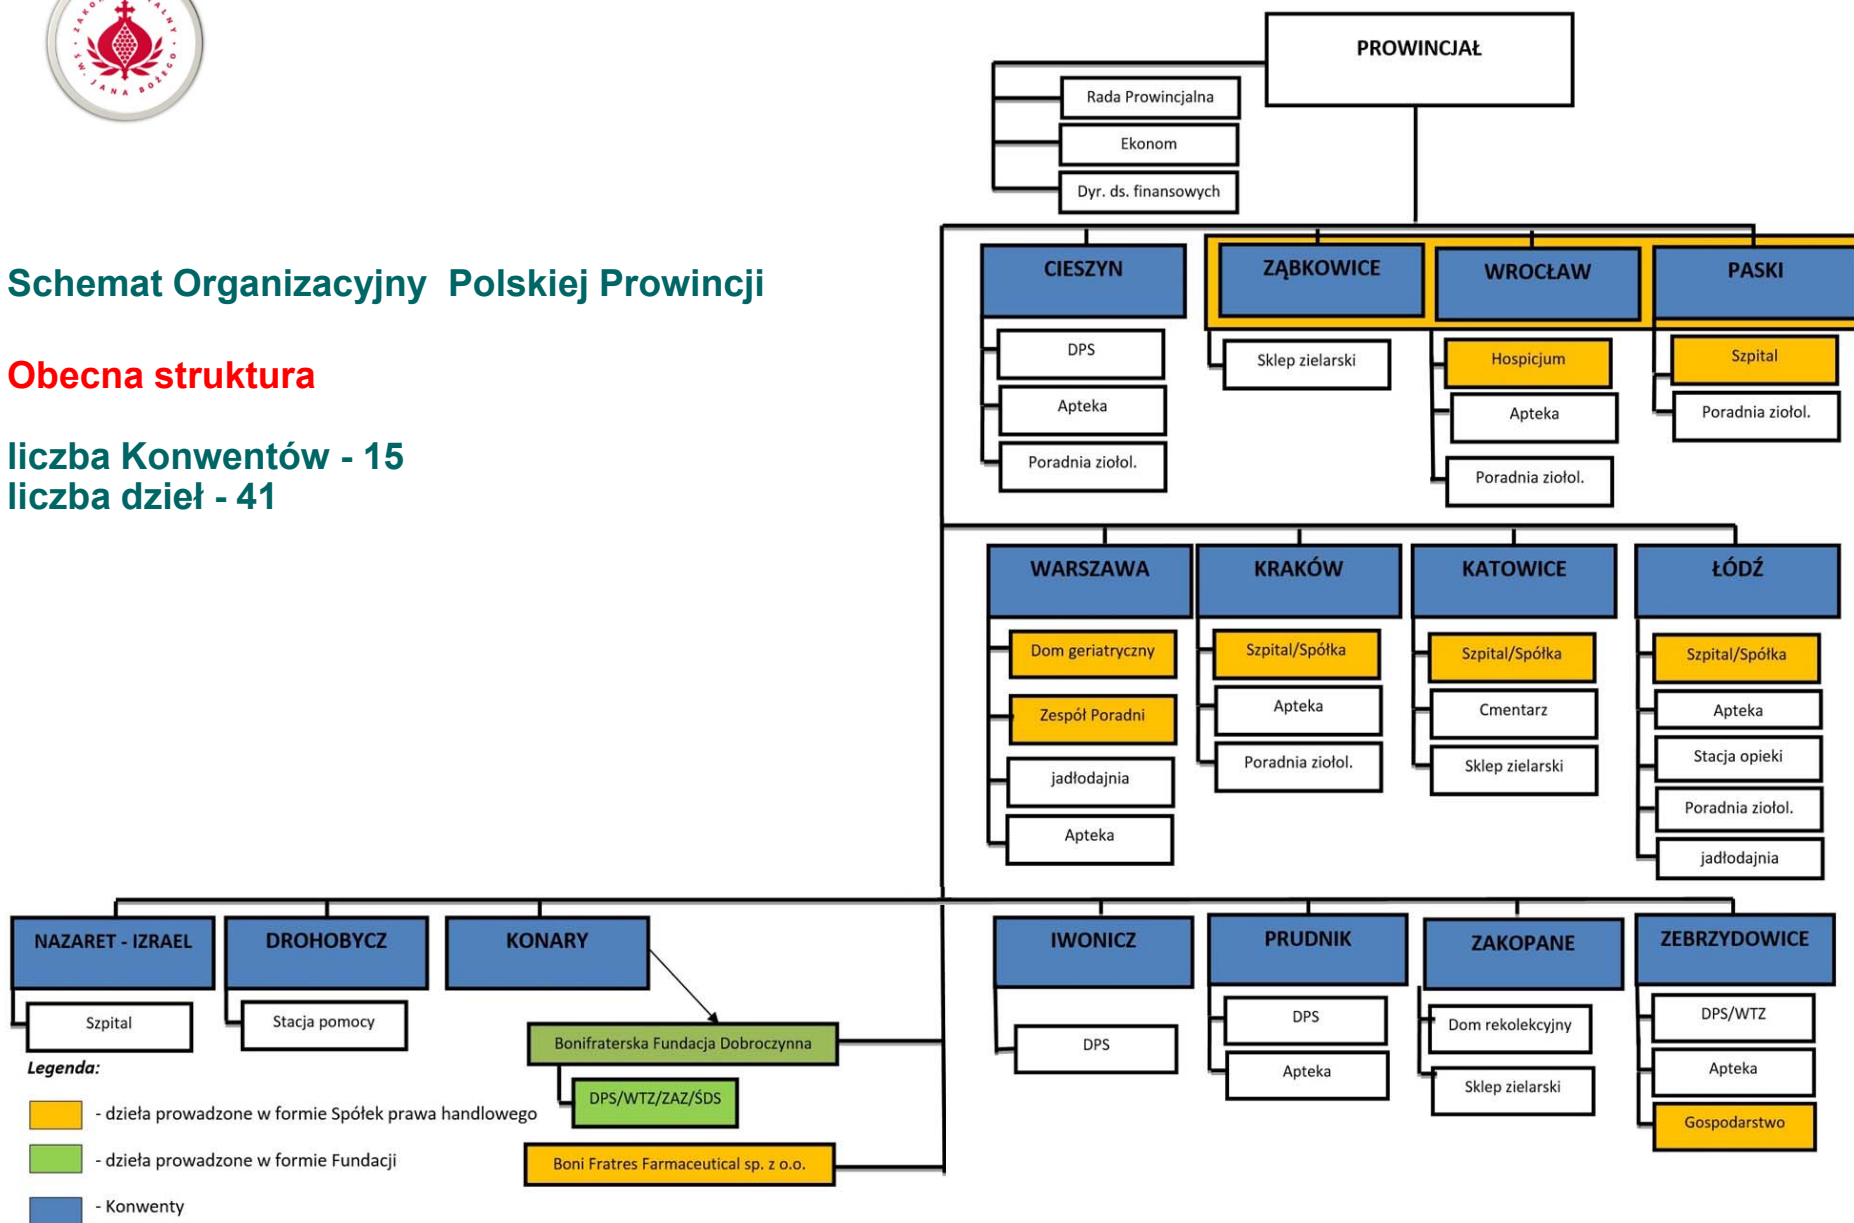 ZAKON SZPITALNY
ŚW. JANA BOŻEGO
PROWINCJAŁ
Rada Prowincjalna
Ekonom
Dyr. ds. finansowych
Schemat Organizacyjny Polskiej Prowincji
Obecna struktura
liczba Konwentów - 15
liczba dzieł - 41
CIESZYN
DPS
Apteka
Poradnia ziołol.
ZĄBKOWICE
Sklep zielarski
WROCŁAW
Hospicjum
Apteka
Poradnia ziołol.
PASKI
Szpital
Poradnia ziołol.
WARSZAWA
Dom geriatryczny
Zespół Poradni
jadłodajnia
Apteka
KRAKÓW
Szpital/Spółka
Apteka
Poradnia ziołol.
KATOWICE
Szpital/Spółka
Cmentarz
Sklep zielarski
ŁÓDŹ
Szpital/Spółka
Apteka
Stacja opieki
Poradnia ziołol.
jadłodajnia
NAZARET - IZRAEL
Szpital
DROHOBYCZ
Stacja pomocy
KONARY
Bonifraterska Fundacja Dobroczynna
DPS/WTZ/ZAZ/ŚDS
Boni Fratres Farmaceutical sp. z o.o.
IWONICZ
DPS
PRUDNIK
DPS
Apteka
ZAKOPANE
Dom rekolekcyjny
Sklep zielarski
ZEBRZYDOWICE
DPS/WTZ
Apteka
Gospodarstwo
Legenda:
- dzieła prowadzone w formie Spółek prawa handlowego
- dzieła prowadzone w formie Fundacji
- Konwenty